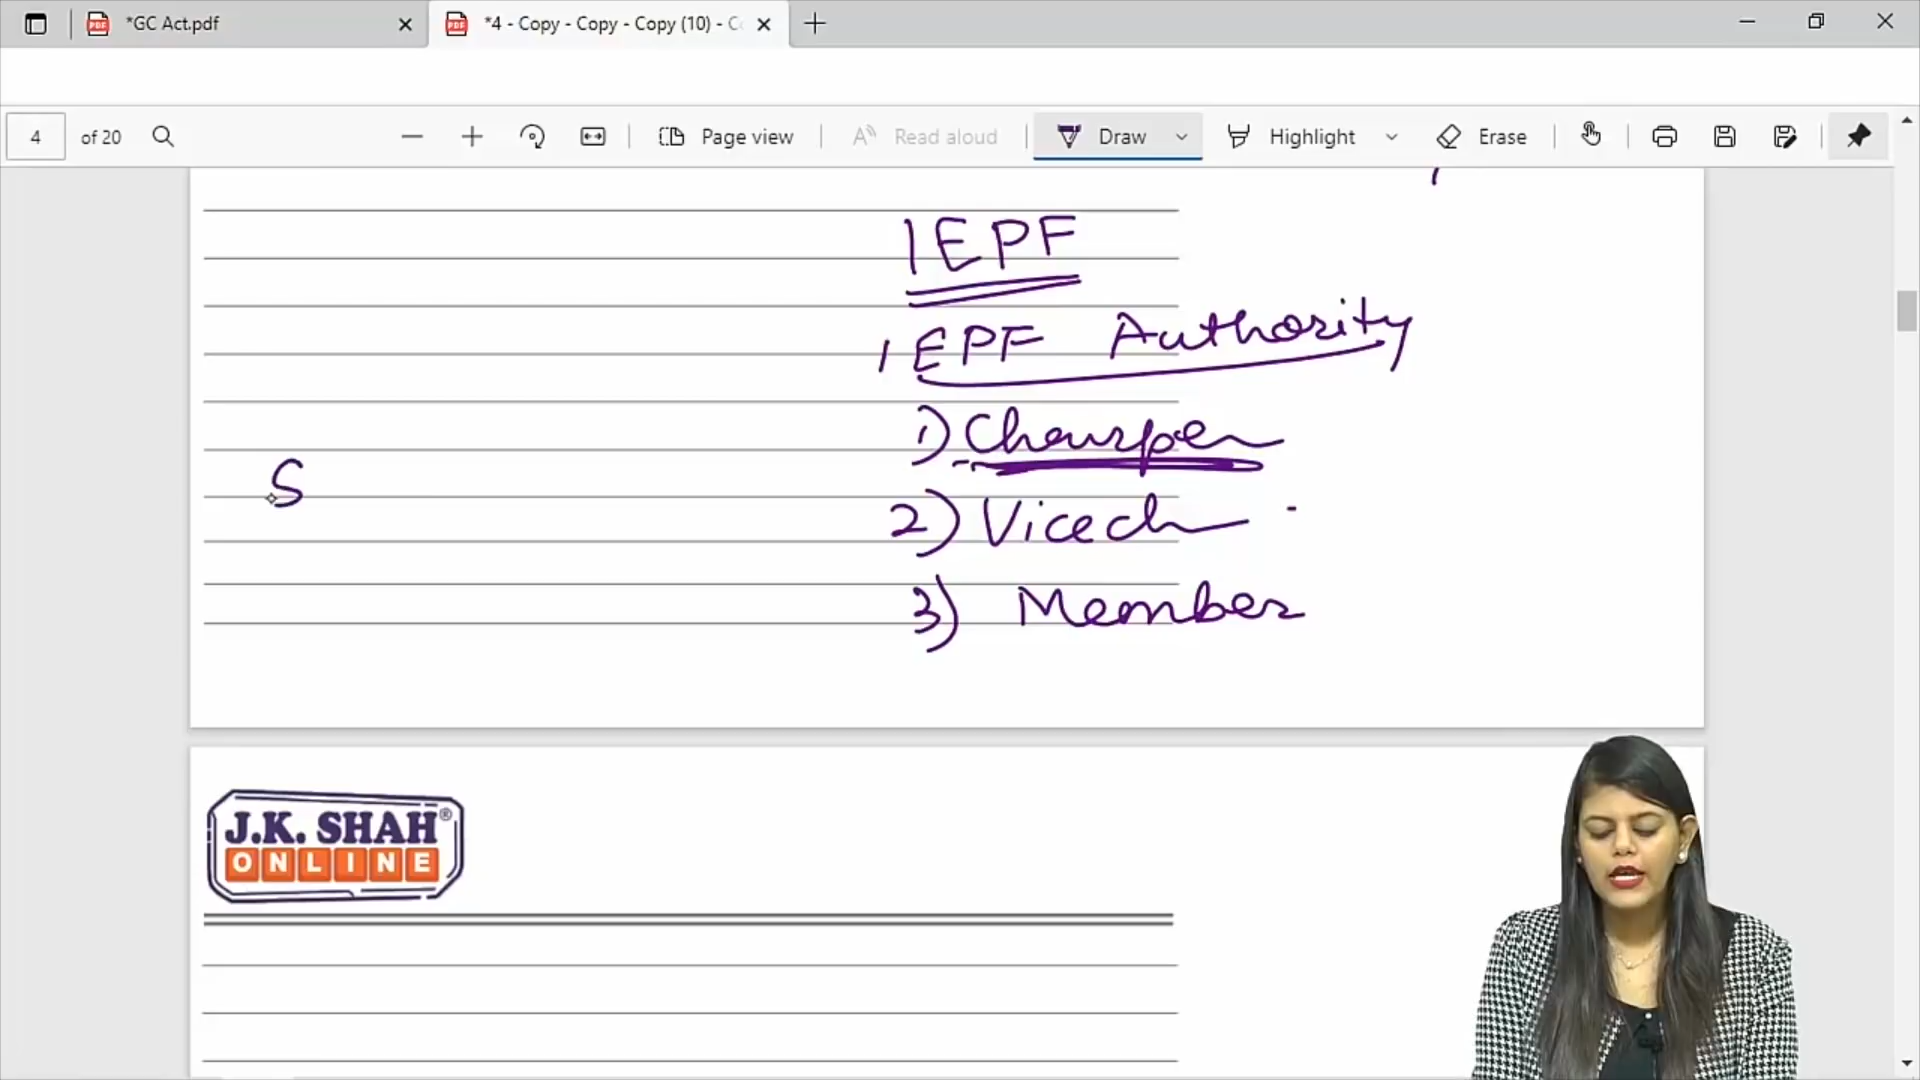 *GC Act.pdf
*4 - Copy - Copy - Copy (10) - C
4 of 20 Page view Read aloud Draw Highlight Erase
IEPF
IEPF Authority
1) Chairper
2) Vicech -
3) Member
S
J.K. SHAH®
ONLINE